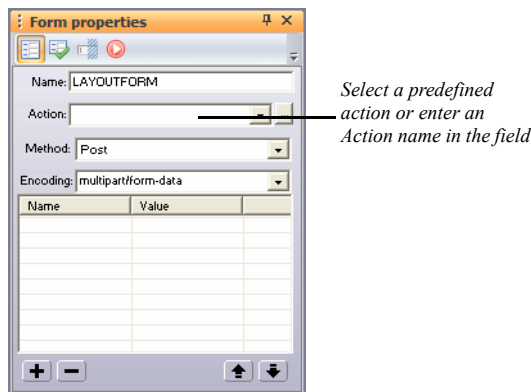 Form properties
Name: LAYOUTFORM
Action:
Select a predefined
action or enter an
Action name in the field
Method: Post
Encoding: multipart/form-data
Name Value